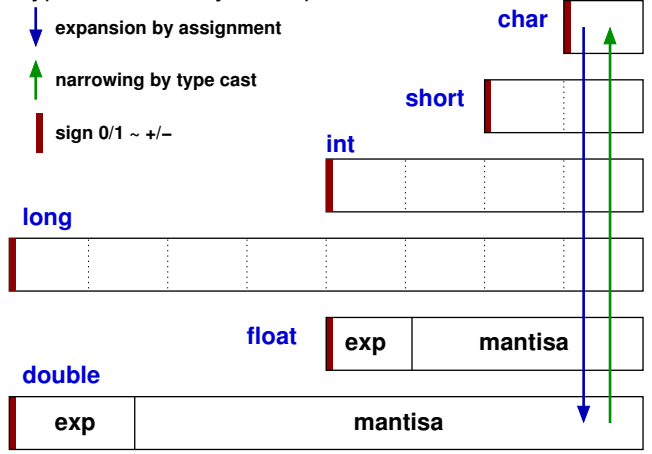 expansion by assignment
char
narrowing by type cast
short
sign 0/1 ~ +/−
int
long
float
exp
mantisa
double
exp
mantisa